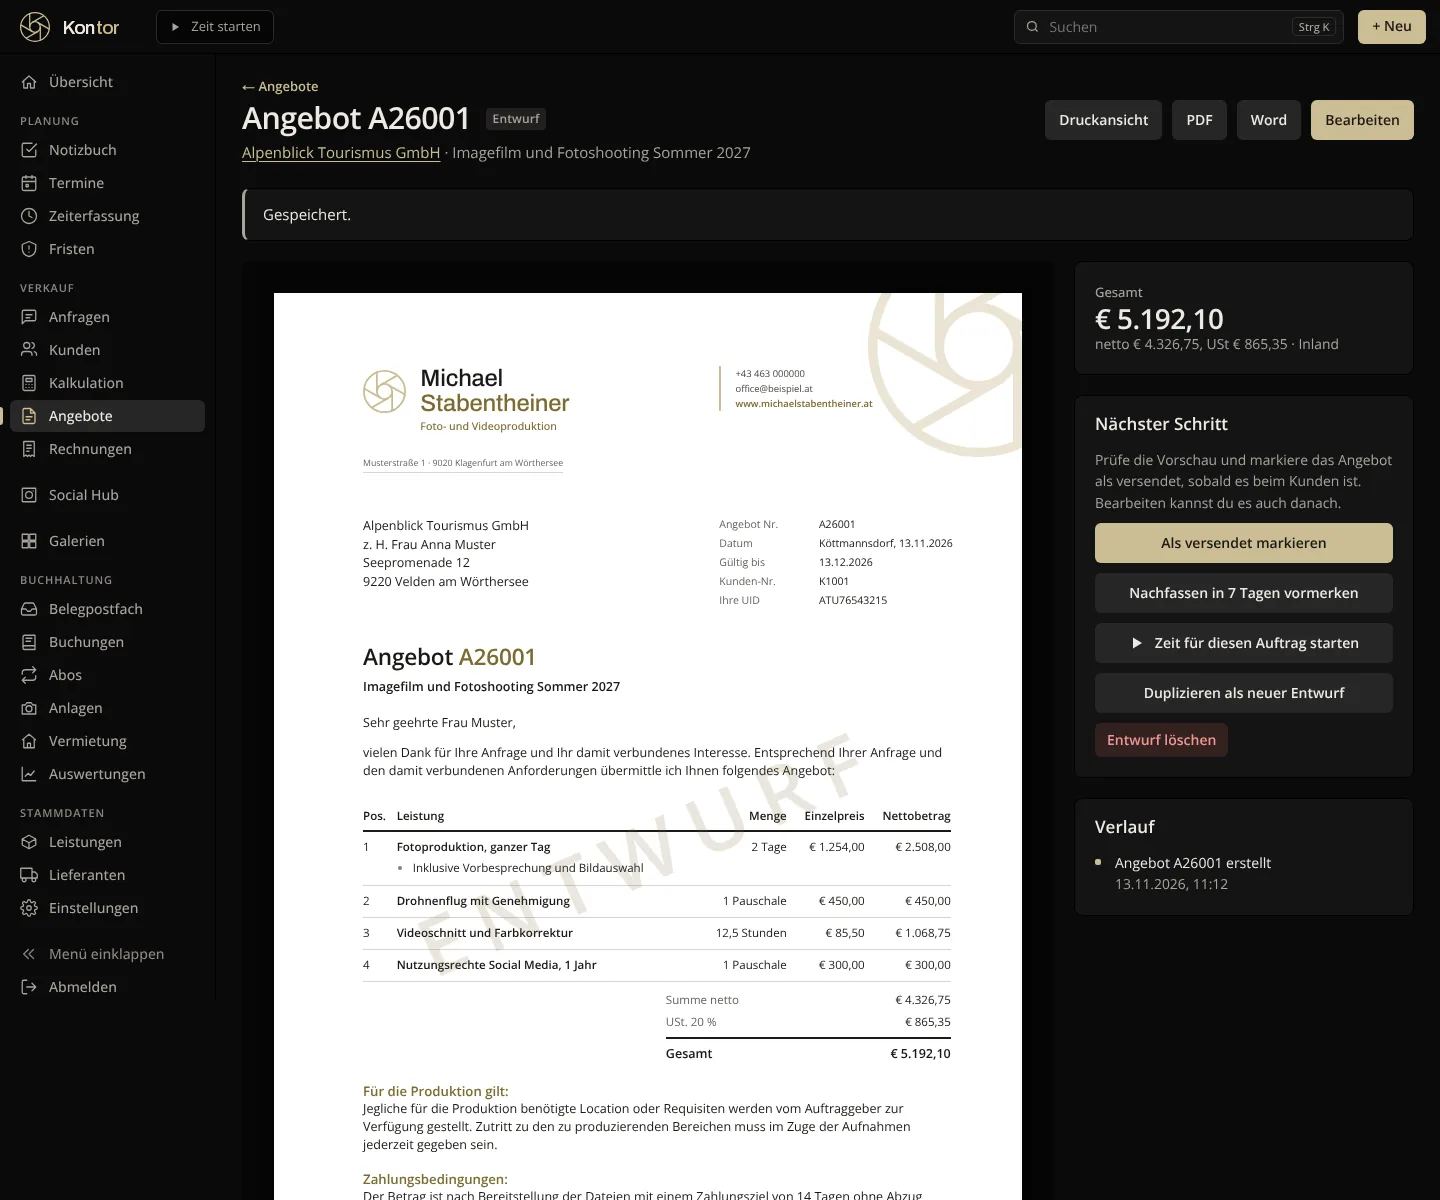 Kontor
Zeit starten
Suchen
Strg K
+ Neu
Übersicht
PLANUNG
Notizbuch
Termine
Zeiterfassung
Fristen
VERKAUF
Anfragen
Kunden
Kalkulation
Angebote
Rechnungen
Social Hub
Galerien
BUCHHALTUNG
Belegpostfach
Buchungen
Abos
Anlagen
Vermietung
Auswertungen
STAMMDATEN
Leistungen
Lieferanten
Einstellungen
Menü einklappen
Abmelden
← Angebote
Angebot A26001 Entwurf
Alpenblick Tourismus GmbH · Imagefilm und Fotoshooting Sommer 2027
Druckansicht
PDF
Word
Bearbeiten
Gespeichert.
Michael
Stabentheiner
Foto- und Videoproduktion
+43 463 000000
office@beispiel.at
www.michaelstabentheiner.at
Musterstraße 1 · 9020 Klagenfurt am Wörthersee
Alpenblick Tourismus GmbH
z. H. Frau Anna Muster
Seepromenade 12
9220 Velden am Wörthersee
Angebot Nr. A26001
Datum Köttmannsdorf, 13.11.2026
Gültig bis 13.12.2026
Kunden-Nr. K1001
Ihre UID ATU76543215
Angebot A26001
Imagefilm und Fotoshooting Sommer 2027
Sehr geehrte Frau Muster,
vielen Dank für Ihre Anfrage und Ihr damit verbundenes Interesse. Entsprechend Ihrer Anfrage und
den damit verbundenen Anforderungen übermittle ich Ihnen folgendes Angebot:
ENTWURF
Pos. Leistung Menge Einzelpreis Nettobetrag
1 Fotoproduktion, ganzer Tag 2 Tage € 1.254,00 € 2.508,00
• Inklusive Vorbesprechung und Bildauswahl
2 Drohnenflug mit Genehmigung 1 Pauschale € 450,00 € 450,00
3 Videoschnitt und Farbkorrektur 12,5 Stunden € 85,50 € 1.068,75
4 Nutzungsrechte Social Media, 1 Jahr 1 Pauschale € 300,00 € 300,00
Summe netto € 4.326,75
USt. 20 % € 865,35
Gesamt € 5.192,10
Für die Produktion gilt:
Jegliche für die Produktion benötigte Location oder Requisiten werden vom Auftraggeber zur
Verfügung gestellt. Zutritt zu den zu produzierenden Bereichen muss im Zuge der Aufnahmen
jederzeit gegeben sein.
Zahlungsbedingungen:
Der Betrag ist nach Bereitstellung der Dateien mit einem Zahlungsziel von 14 Tagen ohne Abzug
Gesamt
€ 5.192,10
netto € 4.326,75, USt € 865,35 · Inland
Nächster Schritt
Prüfe die Vorschau und markiere das Angebot
als versendet, sobald es beim Kunden ist.
Bearbeiten kannst du es auch danach.
Als versendet markieren
Nachfassen in 7 Tagen vormerken
Zeit für diesen Auftrag starten
Duplizieren als neuer Entwurf
Entwurf löschen
Verlauf
Angebot A26001 erstellt
13.11.2026, 11:12